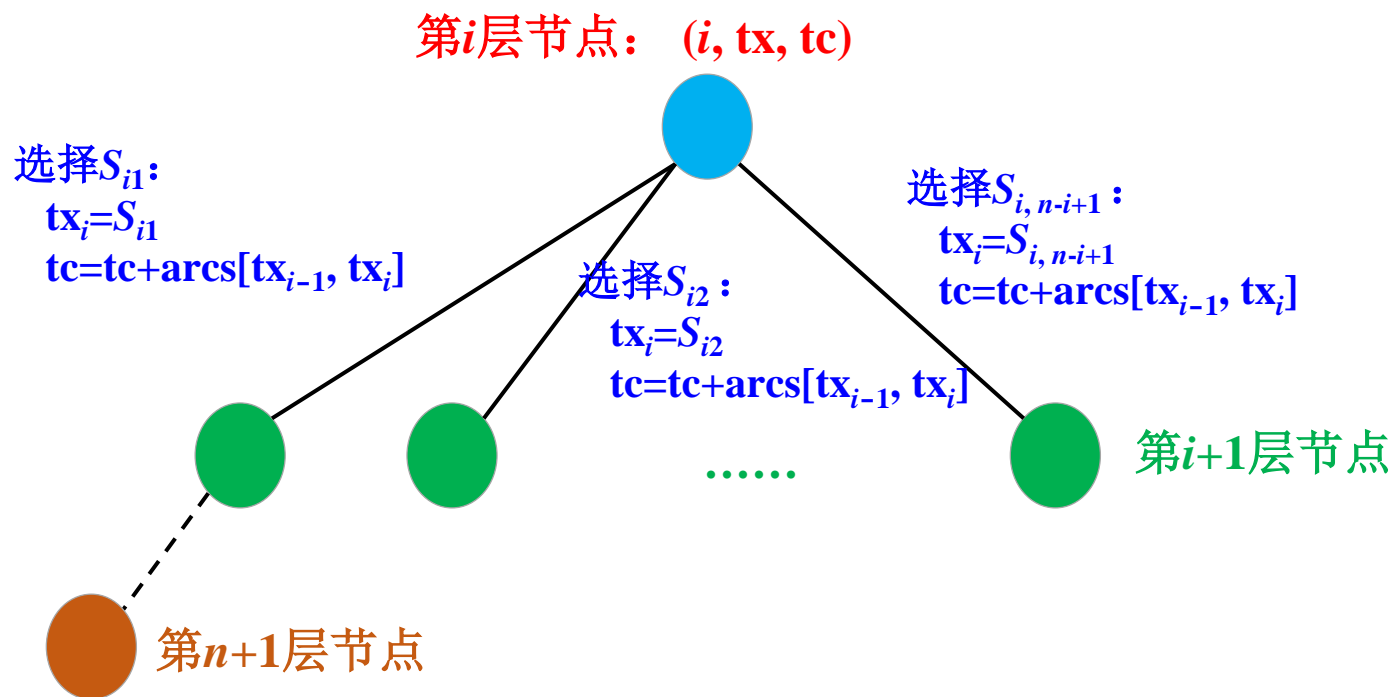 第i层节点： (i, tx, tc)
选择Si1：
txi=Si1
tc=tc+arcs[txi-1, txi]
选择Si2：
txi=Si2
tc=tc+arcs[txi-1, txi]
选择Si, n-i+1：
txi=Si, n-i+1
tc=tc+arcs[txi-1, txi]
......
第i+1层节点
第n+1层节点